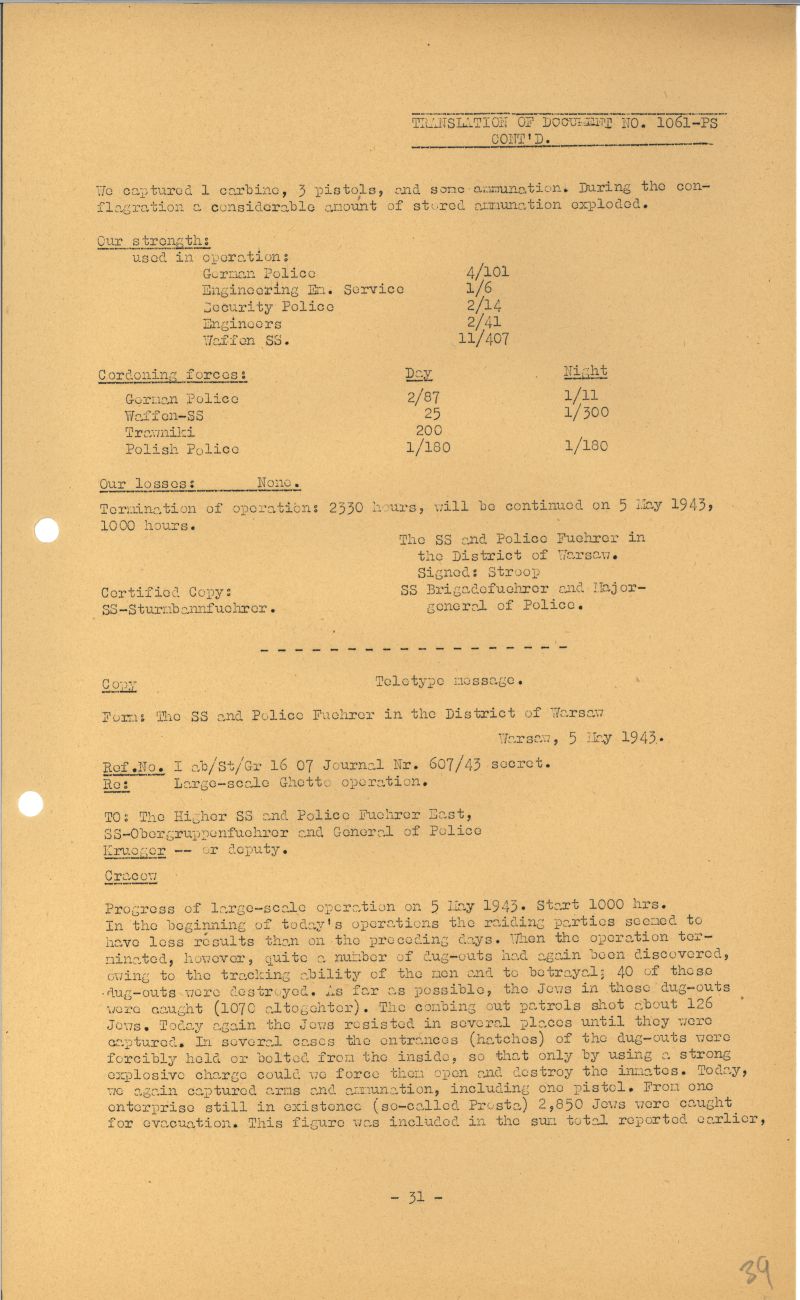 TRANSLATION OF DOCUMENT NO. 1061-PS
CONT'D.
We captured 1 carbine, 3 pistols, and some ammunation. During the con-
flagration a considerable amount of stored ammunation exploded.
Our strength:
used in operation:
German Police 4/101
Engineering Em. Service 1/6
Security Police 2/14
Engineers 2/41
Waffen SS. 11/407
Cordoning forces: Day Night
German Police 2/87 1/11
Waffen-SS 25 1/300
Trawniki 200
Polish Police 1/180 1/180
Our losses: None.
Termination of operation: 2330 hours, will be continued on 5 May 1943,
1000 hours.
The SS and Police Fuehrer in
the District of Warsaw.
Signed: Stroop
Certified Copy: SS Brigadefuehrer and Major-
SS-Sturmbannfuehrer. general of Police.
- - - - - - - - - - - - - - - - - -
Copy Teletype message.
Form: The SS and Police Fuehrer in the District of Warsaw
Warsaw, 5 May 1943.
Ref.No. I ab/St/Gr 16 07 Journal Nr. 607/43 secret.
Re: Large-scale Ghetto operation.
TO: The Higher SS and Police Fuehrer East,
SS-Obergruppenfuehrer and General of Police
Krueger -- or deputy.
Cracow
Progress of large-scale operation on 5 May 1943. Start 1000 hrs.
In the beginning of today's operations the raiding parties seemed to
have less results than on the preceding days. When the operation ter-
minated, however, quite a number of dug-outs had again been discovered,
owing to the tracking ability of the men and to betrayal; 40 of these
dug-outs were destroyed. As far as possible, the Jews in these dug-outs
were caught (1070 altogehter). The combing out patrols shot about 126
Jews. Today again the Jews resisted in several places until they were
captured. In several cases the entrances (hatches) of the dug-outs were
forcibly held or bolted from the inside, so that only by using a strong
explosive charge could we force them open and destroy the inmates. Today,
we again captured arms and ammunation, including one pistol. From one
enterprise still in existence (so-called Prosta) 2,850 Jews were caught
for evacuation. This figure was included in the sum total reported earlier,
- 31 -
39